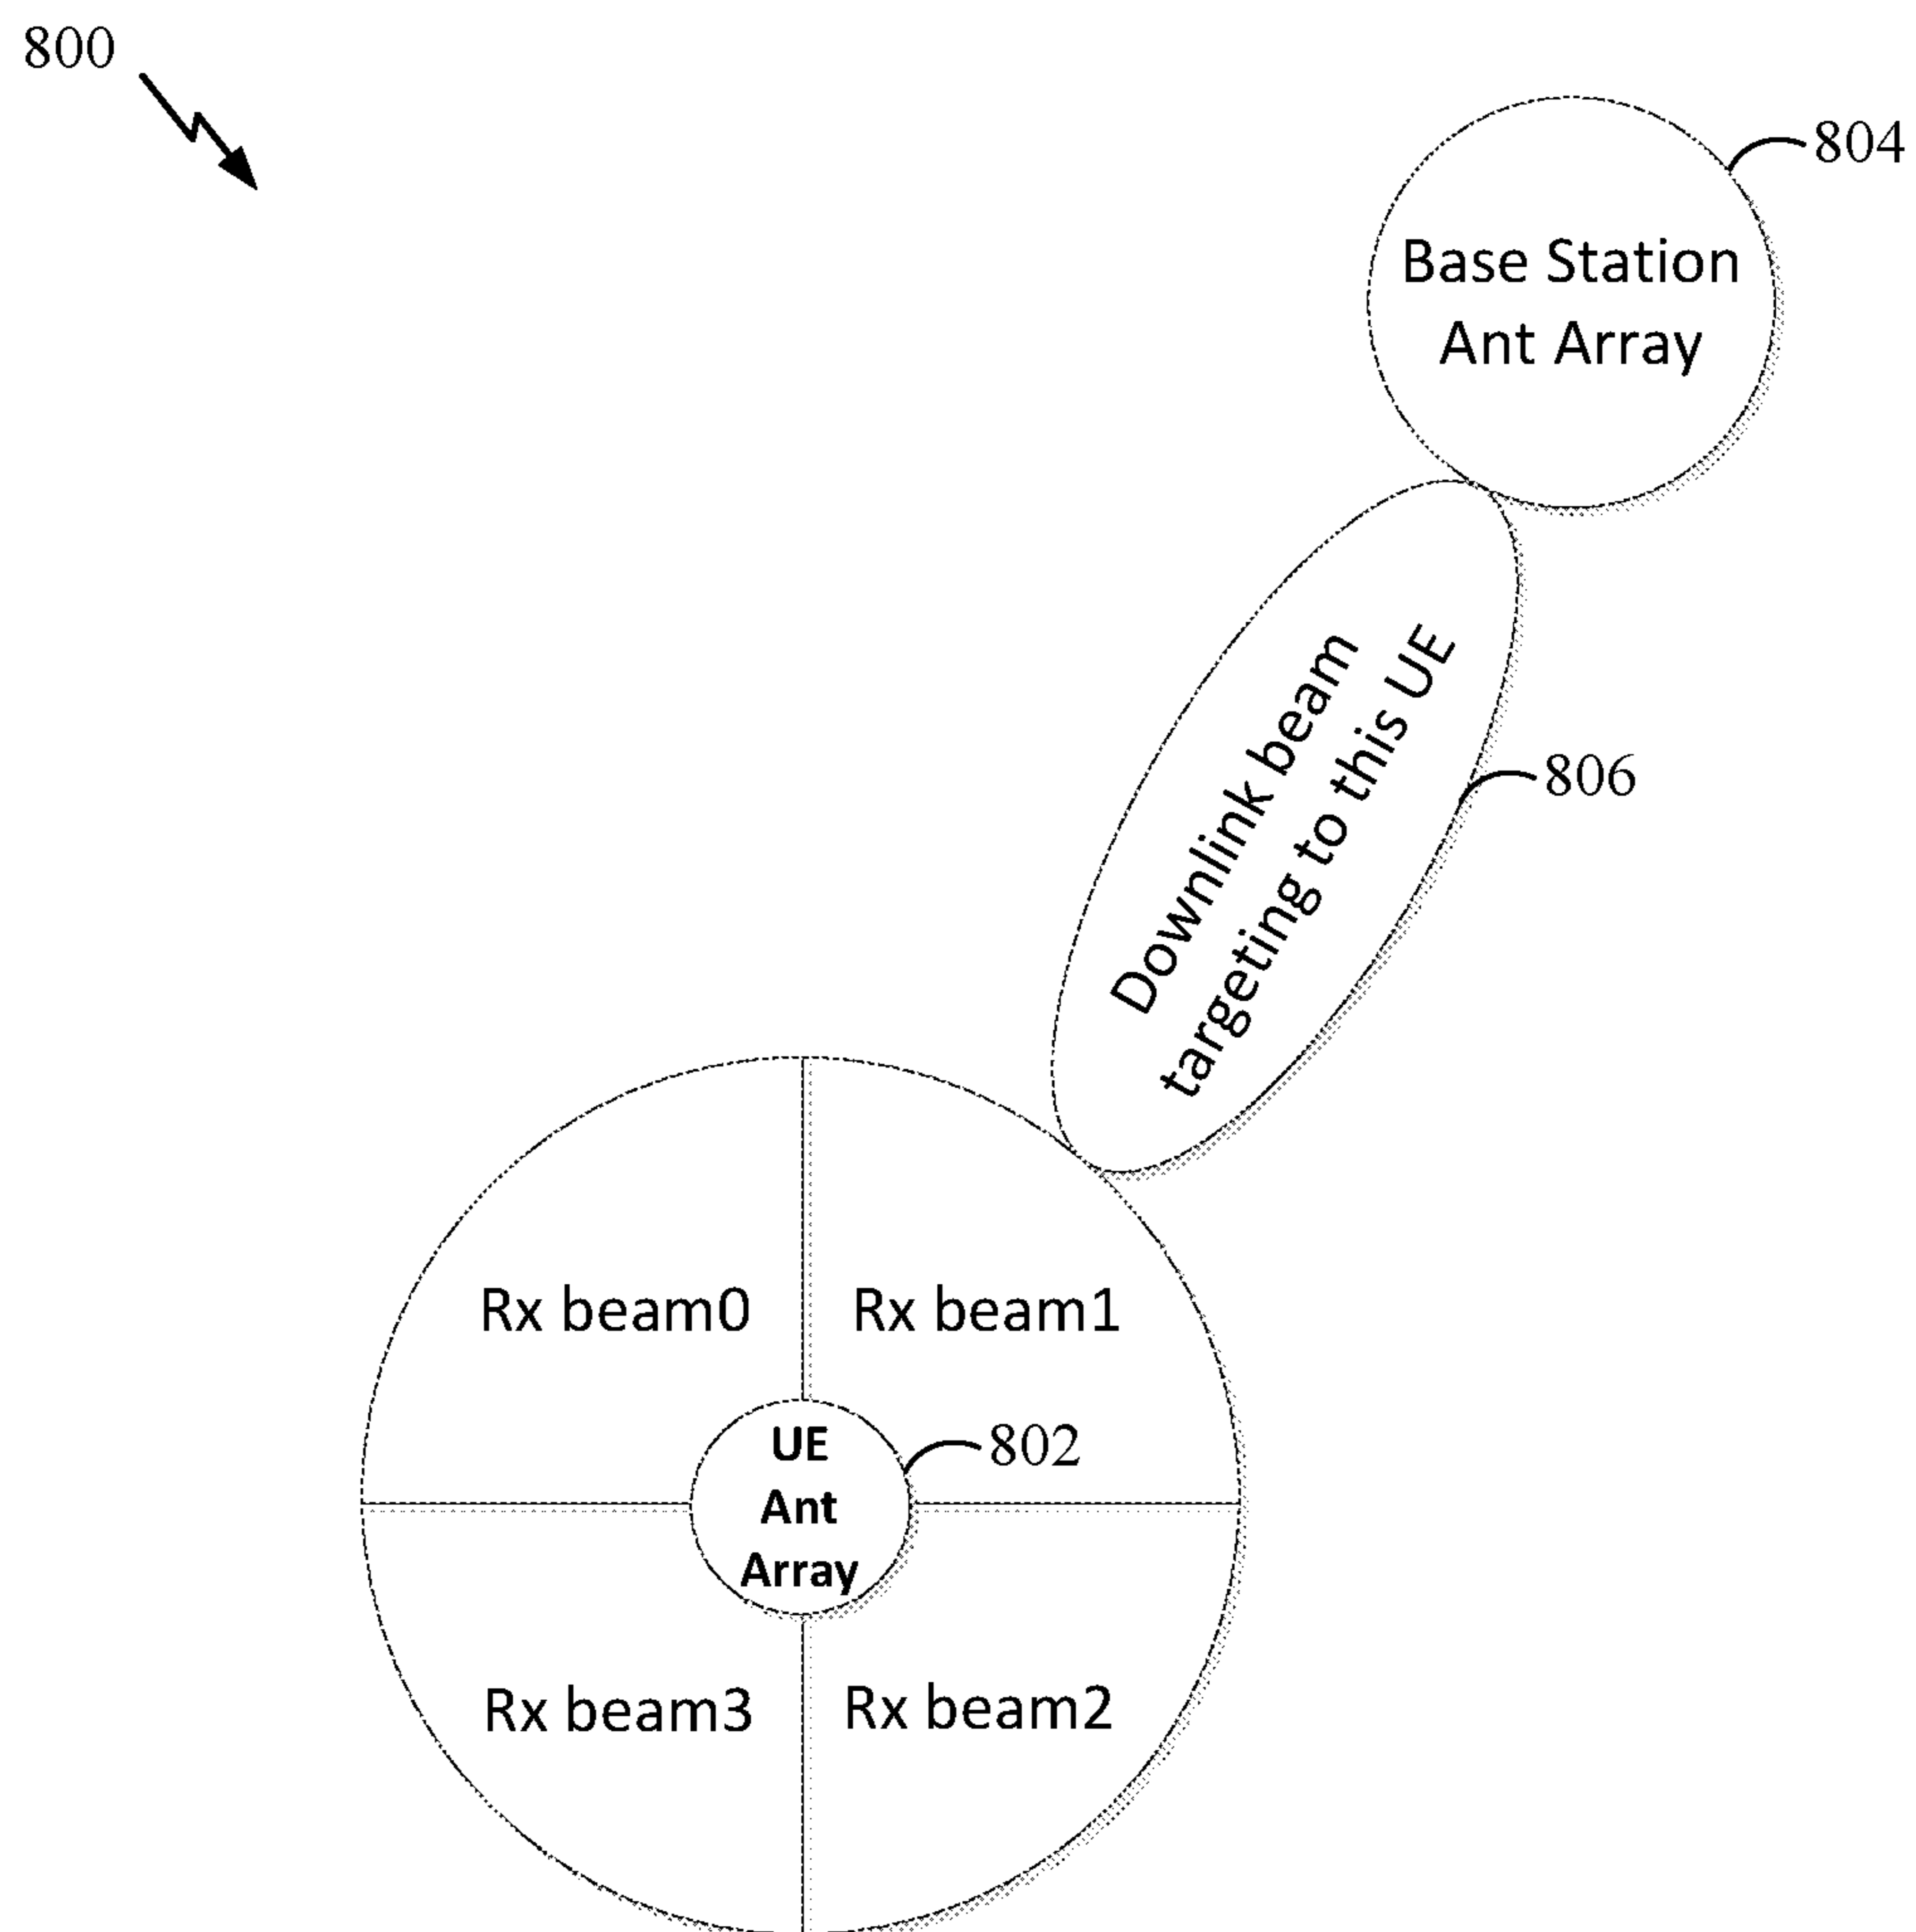 800
804
Base Station
Ant Array
Downlink beam
targeting to this UE
806
Rx beam0
Rx beam1
UE
Ant
Array
802
Rx beam3
Rx beam2